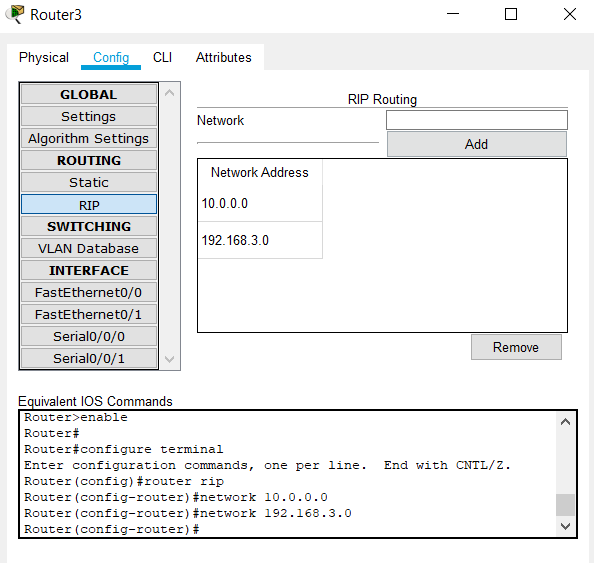 Router3
Physical Config CLI Attributes
GLOBAL
Settings
Algorithm Settings
ROUTING
Static
RIP
SWITCHING
VLAN Database
INTERFACE
FastEthernet0/0
FastEthernet0/1
Serial0/0/0
Serial0/0/1
RIP Routing
Network
Add
Network Address
10.0.0.0
192.168.3.0
Remove
Equivalent IOS Commands
Router>enable
Router#
Router#configure terminal
Enter configuration commands, one per line.  End with CNTL/Z.
Router(config)#router rip
Router(config-router)#network 10.0.0.0
Router(config-router)#network 192.168.3.0
Router(config-router)#